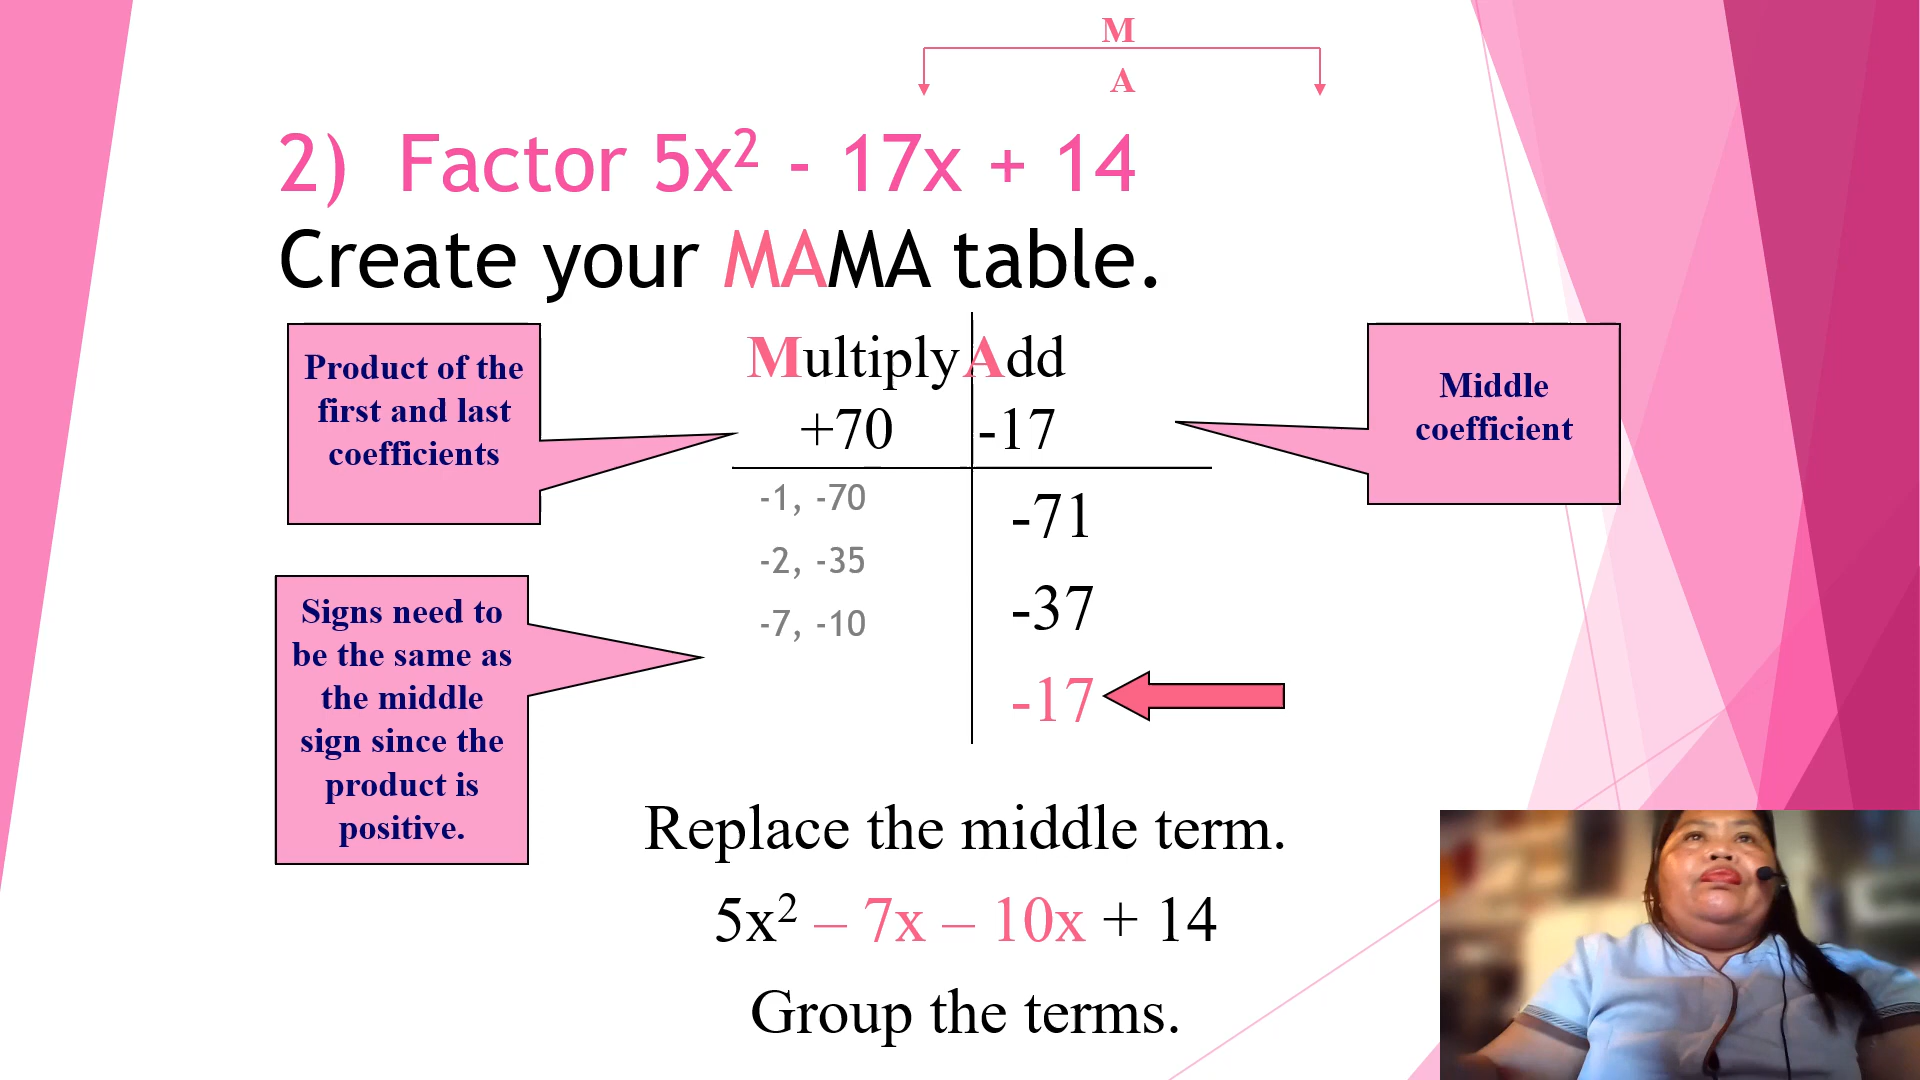 M
A
2) Factor 5x² - 17x + 14
Create your MAMA table.
Product of the
first and last
coefficients
Multiply Add
+70 -17
Middle
coefficient
-1, -70
-71
-2, -35
-37
-7, -10
-17
Signs need to
be the same as
the middle
sign since the
product is
positive.
Replace the middle term.
5x² – 7x – 10x + 14
Group the terms.